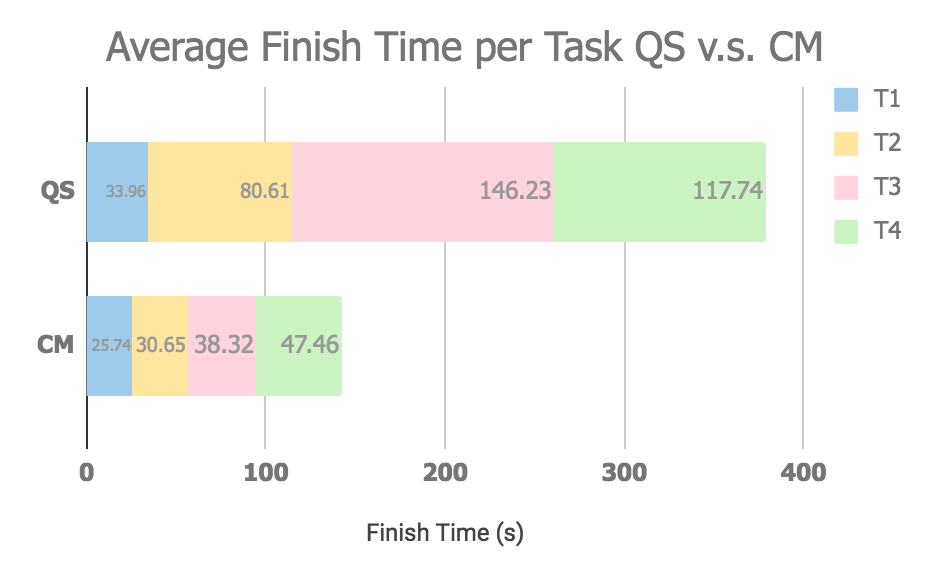 Average Finish Time per Task QS v.s. CM
T1
T2
T3
T4
QS 33.96 80.61 146.23 117.74
CM 25.74 30.65 38.32 47.46
0 100 200 300 400
Finish Time (s)